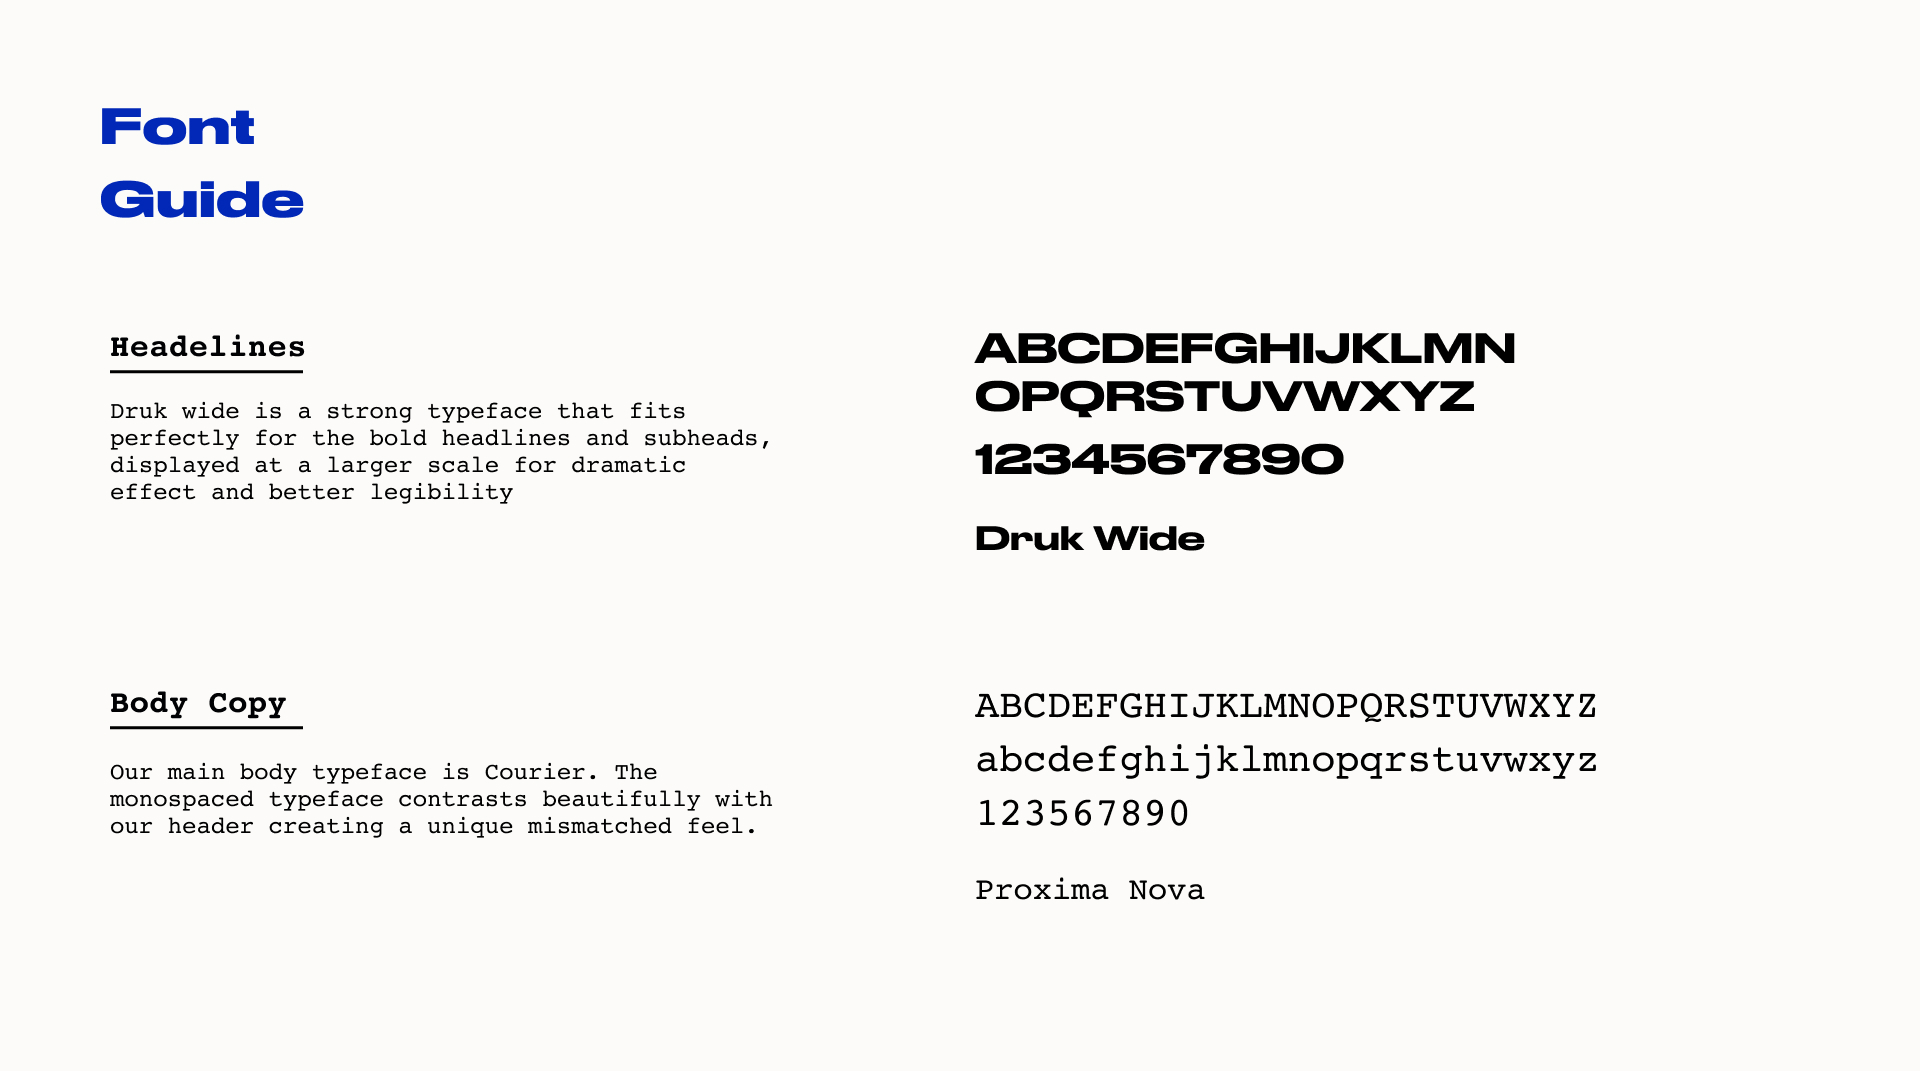 Font
Guide
Headelines
Druk wide is a strong typeface that fits
perfectly for the bold headlines and subheads,
displayed at a larger scale for dramatic
effect and better legibility
ABCDEFGHIJKLMN
OPQRSTUVWXYZ
1234567890
Druk Wide
Body Copy
Our main body typeface is Courier. The
monospaced typeface contrasts beautifully with
our header creating a unique mismatched feel.
ABCDEFGHIJKLMNOPQRSTUVWXYZ
abcdefghijklmnopqrstuvwxyz
123567890
Proxima Nova